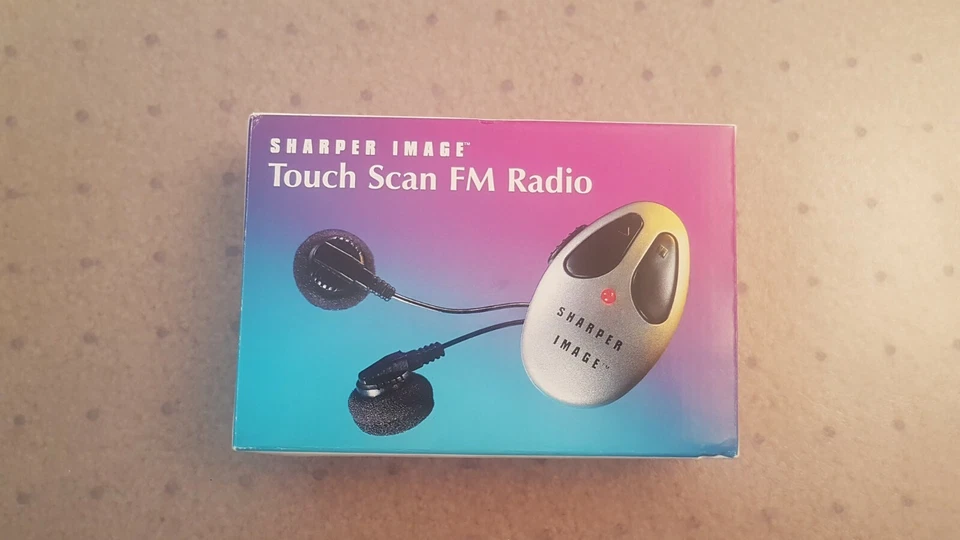 SHARPER IMAGE™
Touch Scan FM Radio
SHARPER
IMAGE™